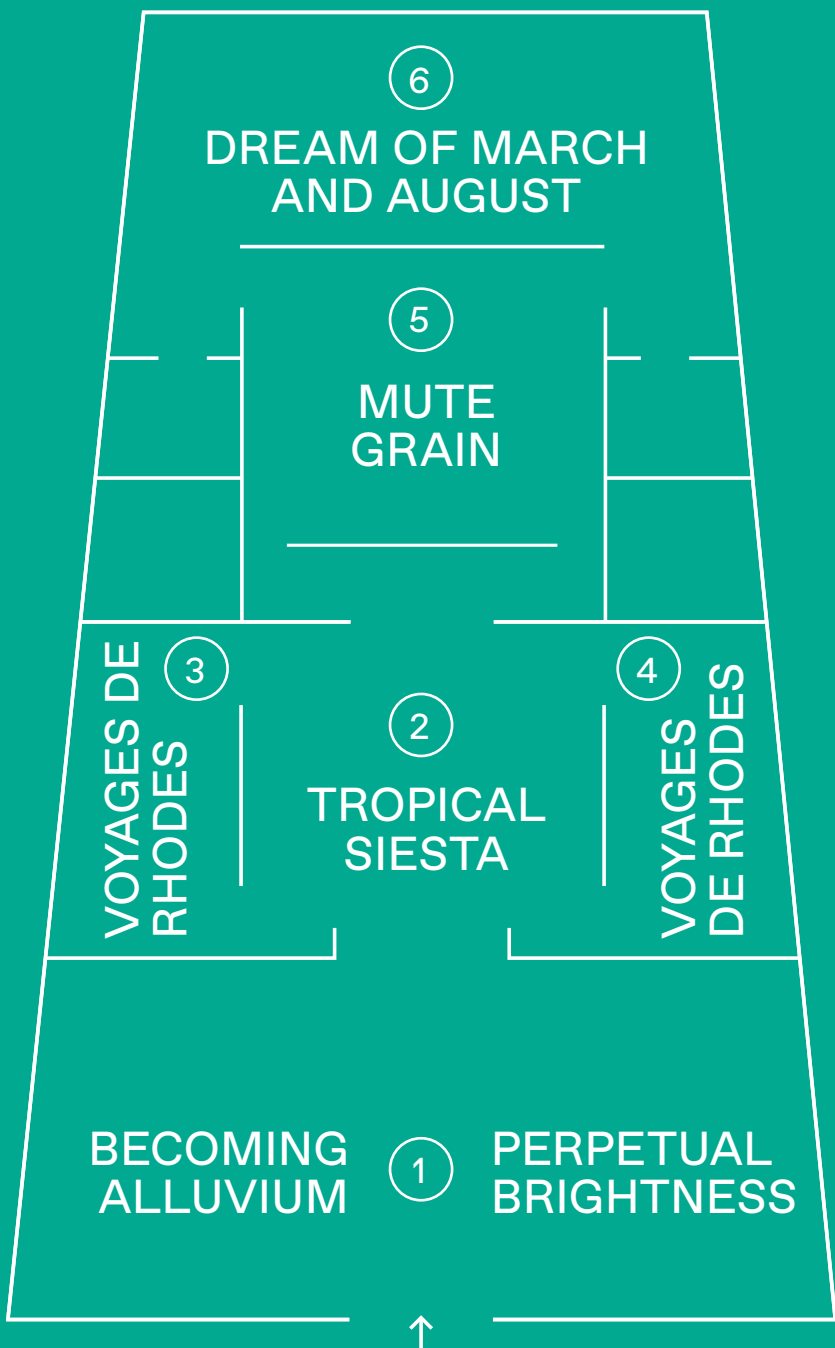 6
DREAM OF MARCH
AND AUGUST
5
MUTE
GRAIN
3
VOYAGES DE
RHODES
2
TROPICAL
SIESTA
4
VOYAGES
DE RHODES
BECOMING
ALLUVIUM
1
PERPETUAL
BRIGHTNESS